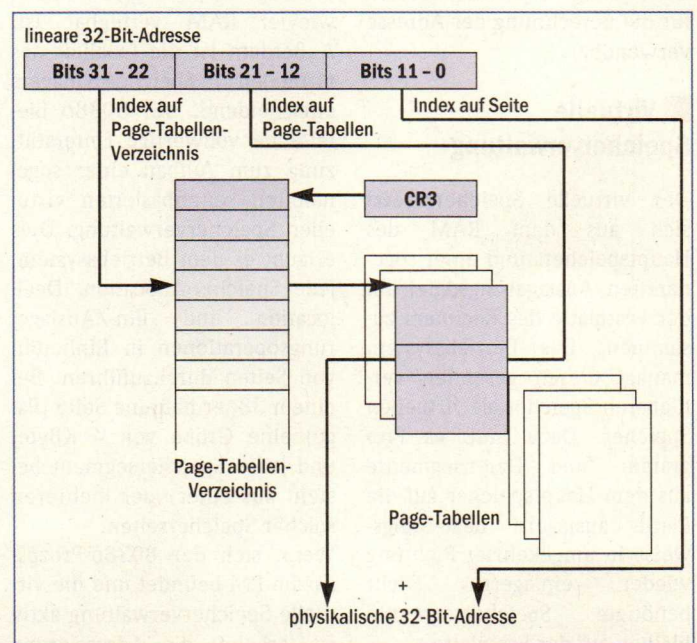 lineare 32-Bit-Adresse
Bits 31 – 22
Bits 21 – 12
Bits 11 – 0
Index auf
Page-Tabellen-
Verzeichnis
Index auf
Page-Tabellen
Index auf Seite
CR3
Page-Tabellen-
Verzeichnis
Page-Tabellen
+
physikalische 32-Bit-Adresse